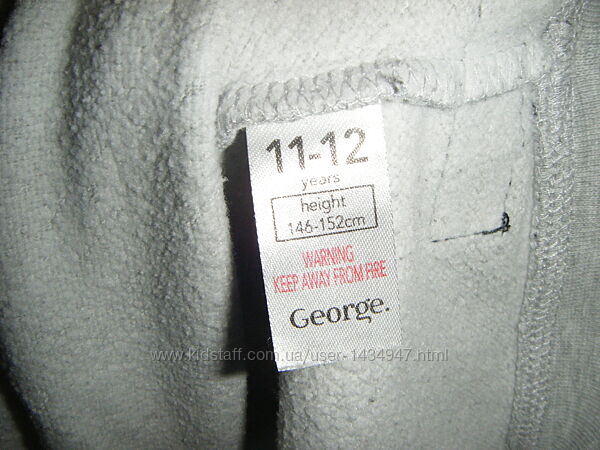 11-12
years
height
146-152cm
WARNING
KEEP AWAY FROM FIRE
George.
www.kidstaff.com.ua/user-1434947.html